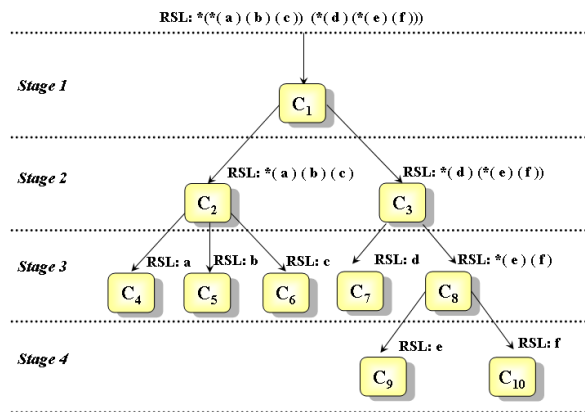 RSL: *(*( a ) ( b ) ( c )) (*( d ) (*( e ) ( f )))
Stage 1
C1
Stage 2
RSL: *( a ) ( b ) ( c )
RSL: *( d ) (*( e ) ( f ))
C2
C3
Stage 3
RSL: a
RSL: b
RSL: c
RSL: d
RSL: *( e ) ( f )
C4
C5
C6
C7
C8
Stage 4
RSL: e
RSL: f
C9
C10